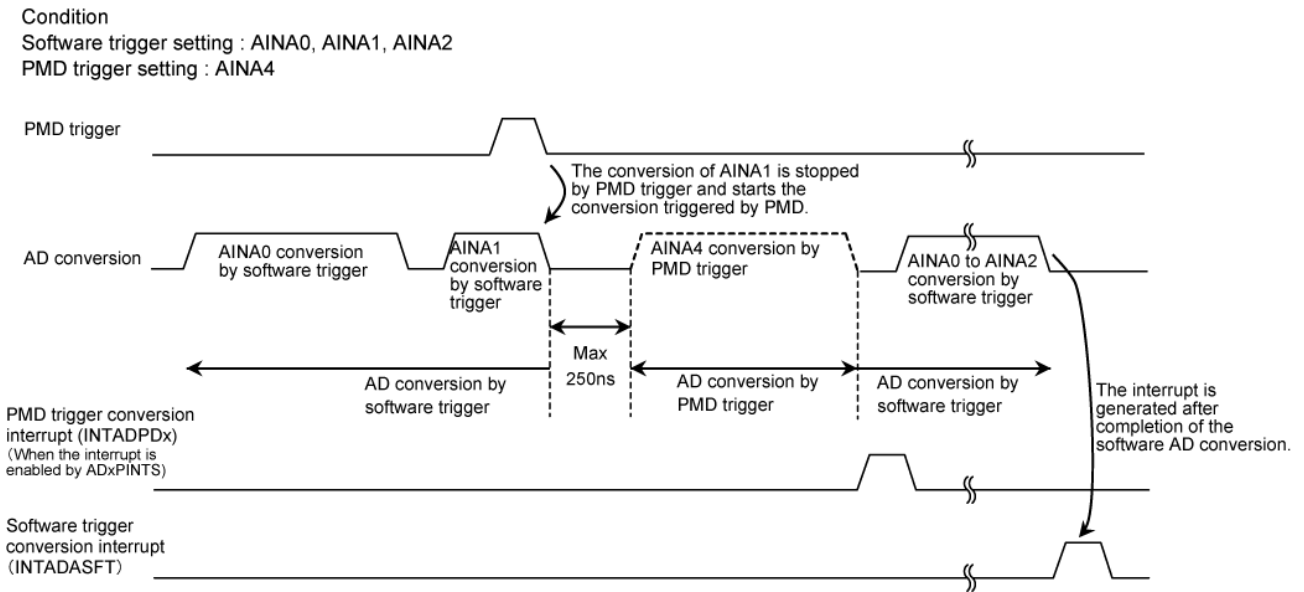 Condition
Software trigger setting : AINA0, AINA1, AINA2
PMD trigger setting : AINA4
PMD trigger
The conversion of AINA1 is stopped
by PMD trigger and starts the
conversion triggered by PMD.
AD conversion
AINA0 conversion
by software trigger
AINA1
conversion
by software
trigger
AINA4 conversion by
PMD trigger
AINA0 to AINA2
conversion by
software trigger
Max
250ns
AD conversion by
software trigger
AD conversion by
PMD trigger
AD conversion by
software trigger
The interrupt is
generated after
completion of the
software AD conversion.
PMD trigger conversion
interrupt (INTADPDx)
(When the interrupt is
enabled by ADxPINTS)
Software trigger
conversion interrupt
(INTADASFT)